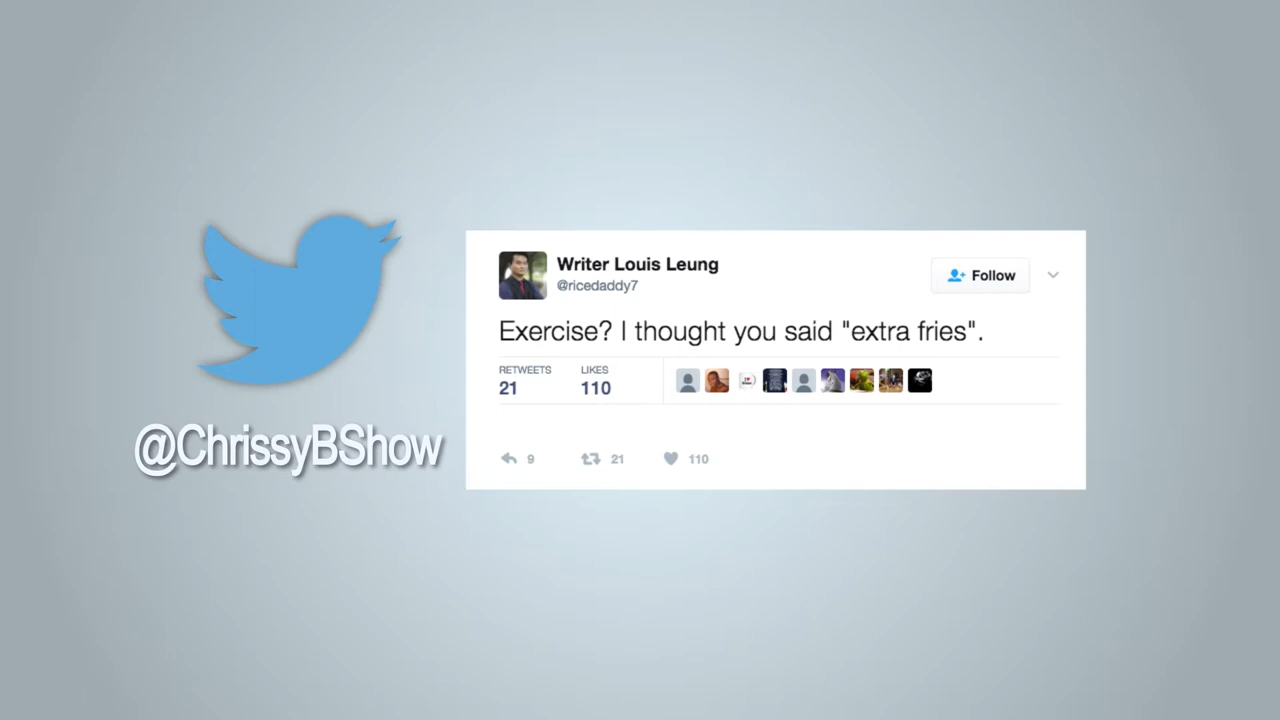 @ChrissyBShow
Writer Louis Leung
@ricedaddy7
Follow
Exercise? I thought you said "extra fries".
RETWEETS LIKES
21 110
9 21 110